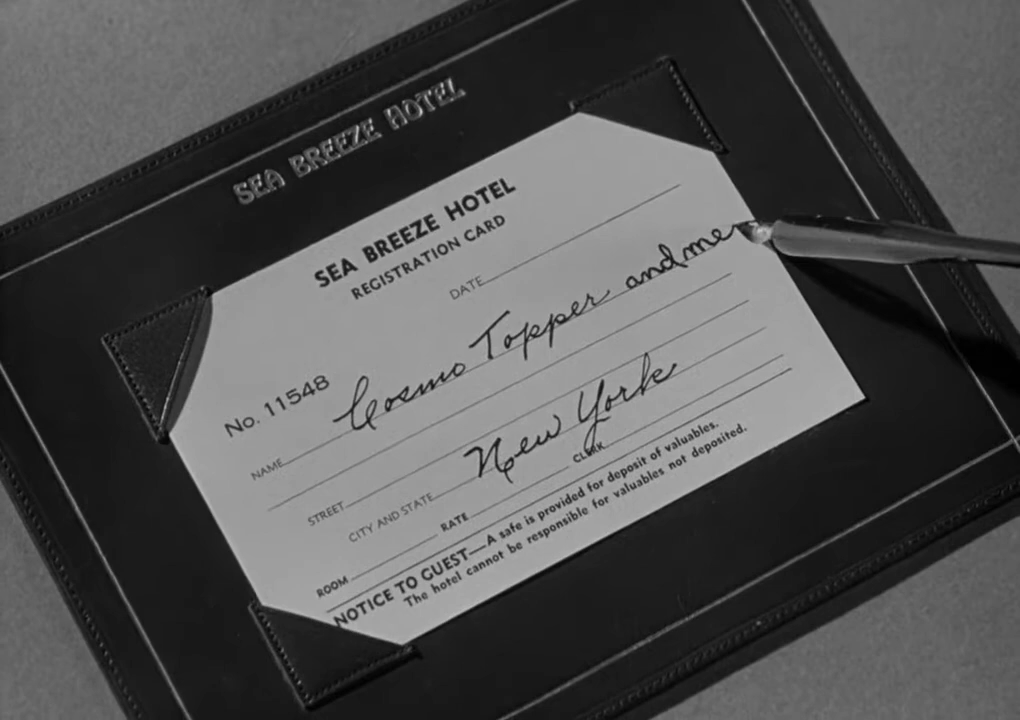 SEA BREEZE HOTEL
SEA BREEZE HOTEL
REGISTRATION CARD
DATE
No. 11548
NAME Cosmo Topper and me
STREET
CITY AND STATE New York
RATE CLERK
ROOM
NOTICE TO GUEST—A safe is provided for deposit of valuables.
The hotel cannot be responsible for valuables not deposited.